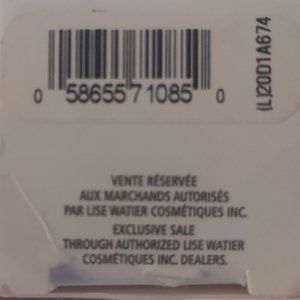 0 58655 71085 0
(L)20D1A674
VENTE RÉSERVÉE
AUX MARCHANDS AUTORISÉS
PAR LISE WATIER COSMÉTIQUES INC.
EXCLUSIVE SALE
THROUGH AUTHORIZED LISE WATIER
COSMÉTIQUES INC. DEALERS.